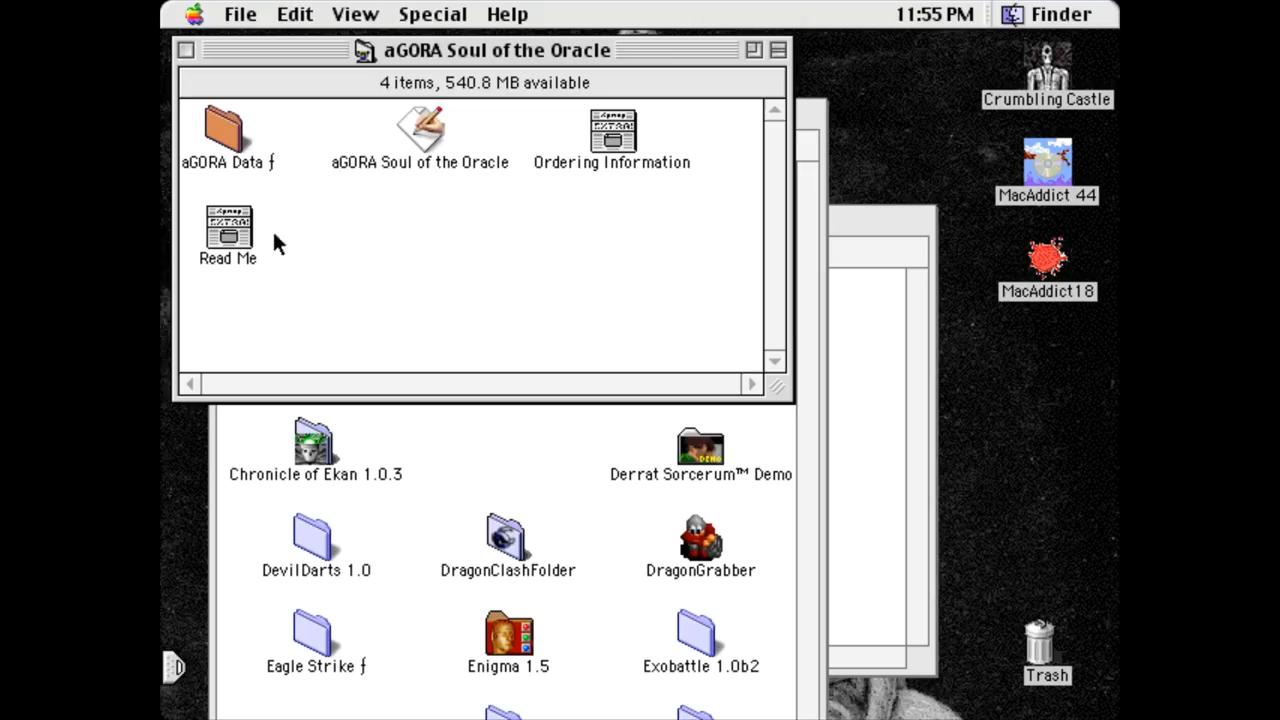 File Edit View Special Help 11:55 PM Finder
aGORA Soul of the Oracle
4 items, 540.8 MB available
aGORA Data ƒ aGORA Soul of the Oracle Ordering Information
Read Me
Crumbling Castle
MacAddict 44
MacAddict18
Chronicle of Ekan 1.0.3 Derrat Sorcerum™ Demo
DevilDarts 1.0 DragonClashFolder DragonGrabber
Eagle Strike ƒ Enigma 1.5 Exobattle 1.0b2
Trash